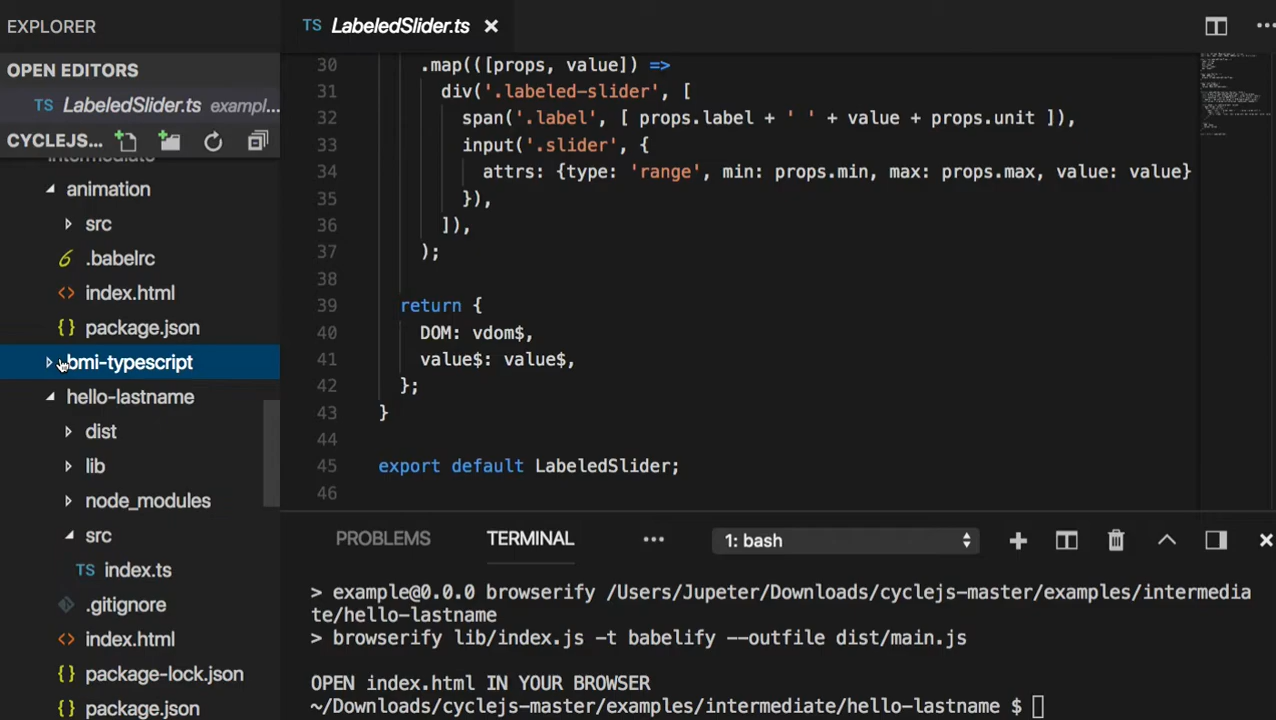 EXPLORER
OPEN EDITORS
TS LabeledSlider.ts exampl...
CYCLEJS...
intermediate
animation
src
.babelrc
index.html
package.json
bmi-typescript
hello-lastname
dist
lib
node_modules
src
TS index.ts
.gitignore
index.html
package-lock.json
package.json
TS LabeledSlider.ts
30 .map(([props, value]) =>
31 div('.labeled-slider', [
32 span('.label', [ props.label + ' ' + value + props.unit ]),
33 input('.slider', {
34 attrs: {type: 'range', min: props.min, max: props.max, value: value}
35 }),
36 ]),
37 );
38
39 return {
40 DOM: vdom$,
41 value$: value$,
42 };
43 }
44
45 export default LabeledSlider;
46
PROBLEMS TERMINAL ... 1: bash
> example@0.0.0 browserify /Users/Jupeter/Downloads/cyclejs-master/examples/intermedia
te/hello-lastname
> browserify lib/index.js -t babelify --outfile dist/main.js
OPEN index.html IN YOUR BROWSER
~/Downloads/cyclejs-master/examples/intermediate/hello-lastname $